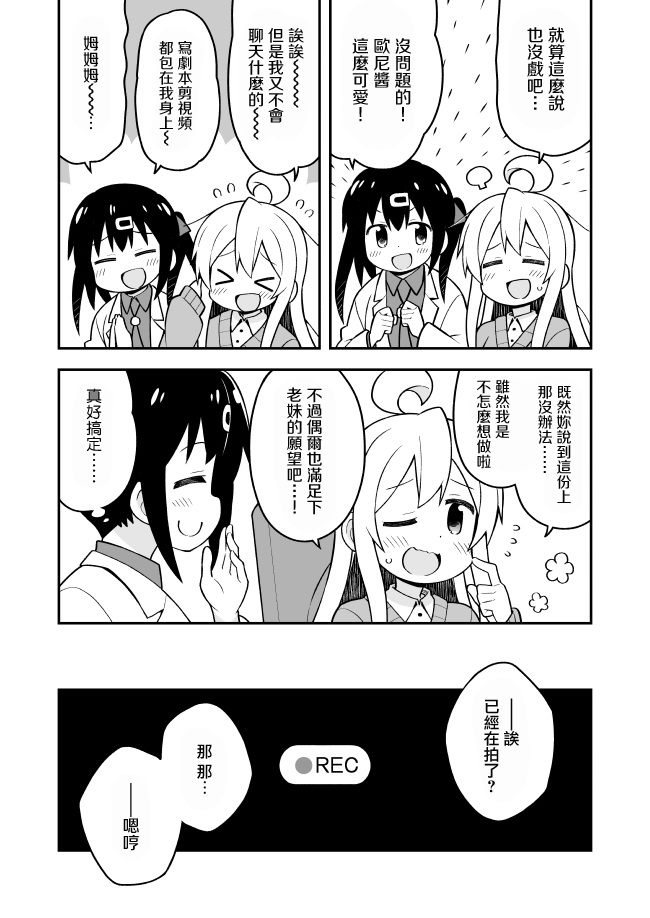 就算這麼說
也沒戲吧…
沒問題的！
歐尼醬
這麼可愛！
誒誒～～～
但是我又不會
聊天什麼的～～
寫劇本剪視頻
都包在我身上～
姆姆姆
～～～…
既然妳說到這份上
那沒辦法……
雖然我是
不怎麼想做啦
不過偶爾也滿足下
老妹的願望吧…！
真好搞定……
——誒
已經在拍了？
REC
那那…
——嗯哼